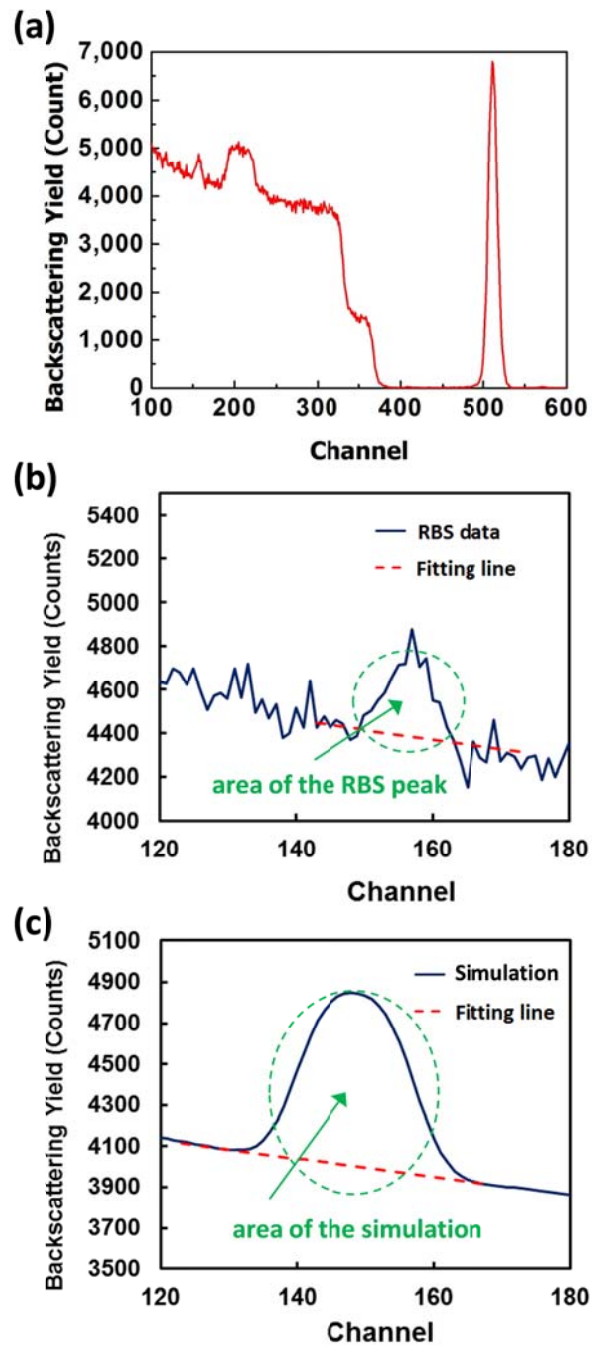 (a)
Backscattering Yield (Count)
7,000
6,000
5,000
4,000
3,000
2,000
1,000
0
100 200 300 400 500 600
Channel
(b)
Backscattering Yield (Counts)
5400
5200
5000
4800
4600
4400
4200
4000
RBS data
Fitting line
area of the RBS peak
120 140 160 180
Channel
(c)
Backscattering Yield (Counts)
5100
4900
4700
4500
4300
4100
3900
3700
3500
Simulation
Fitting line
area of the simulation
120 140 160 180
Channel